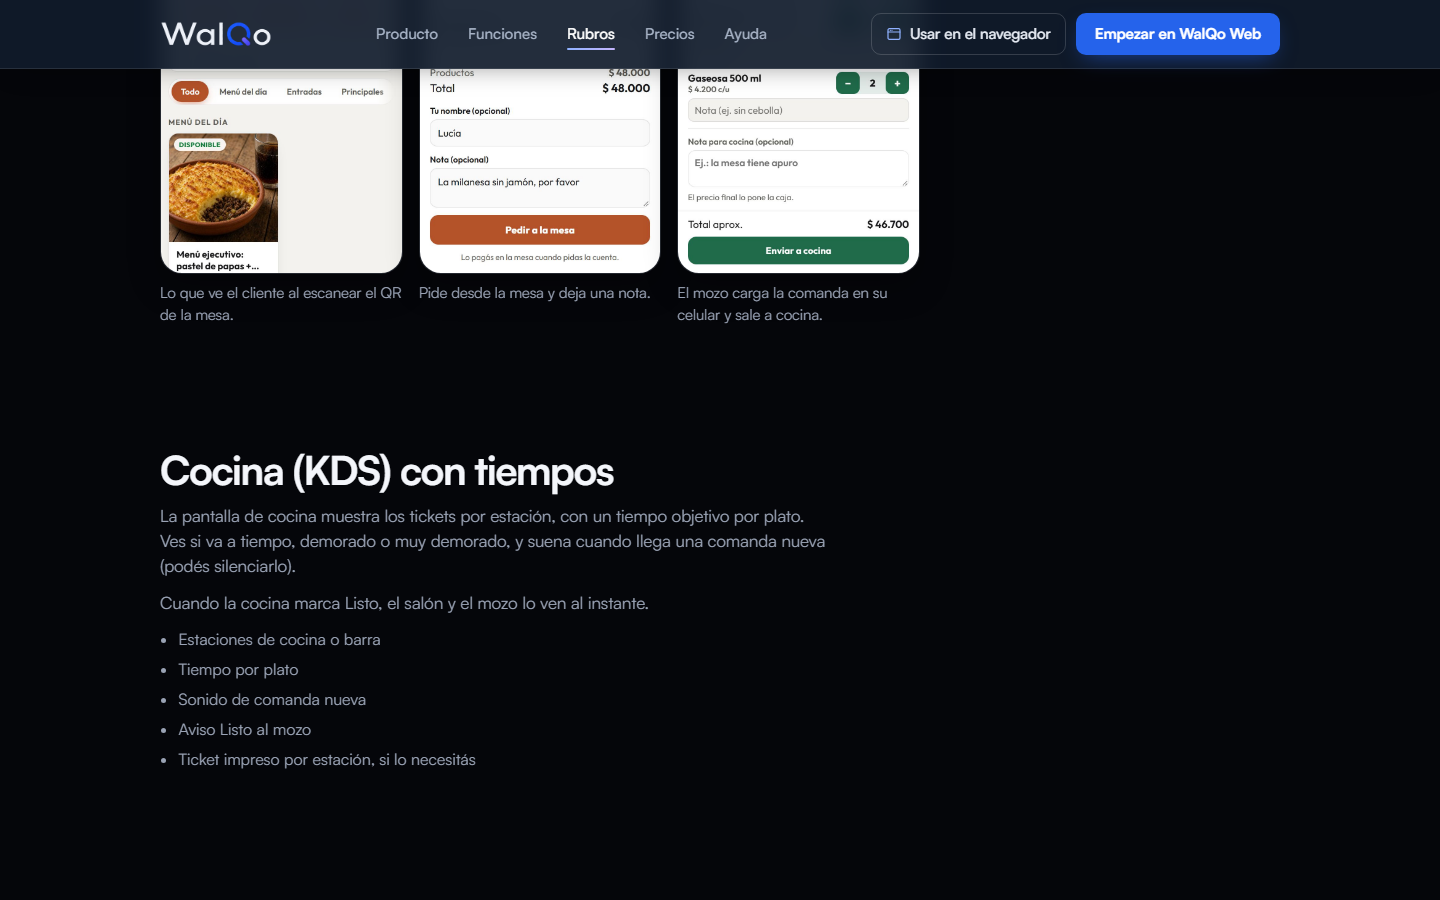 WalQo
Producto
Funciones
Rubros
Precios
Ayuda
Usar en el navegador
Empezar en WalQo Web
Todo
Menú del día
Entradas
Principales
MENÚ DEL DÍA
DISPONIBLE
Menú ejecutivo:
pastel de papas +...
Productos $ 48.000
Total $ 48.000
Tu nombre (opcional)
Lucía
Nota (opcional)
La milanesa sin jamón, por favor
Pedir a la mesa
Lo pagás en la mesa cuando pidas la cuenta.
Gaseosa 500 ml
$ 4.200 c/u
− 2 +
Nota (ej. sin cebolla)
Nota para cocina (opcional)
Ej.: la mesa tiene apuro
El precio final lo pone la caja.
Total aprox. $ 46.700
Enviar a cocina
Lo que ve el cliente al escanear el QR
de la mesa.
Pide desde la mesa y deja una nota.
El mozo carga la comanda en su
celular y sale a cocina.
Cocina (KDS) con tiempos
La pantalla de cocina muestra los tickets por estación, con un tiempo objetivo por plato.
Ves si va a tiempo, demorado o muy demorado, y suena cuando llega una comanda nueva
(podés silenciarlo).
Cuando la cocina marca Listo, el salón y el mozo lo ven al instante.
• Estaciones de cocina o barra
• Tiempo por plato
• Sonido de comanda nueva
• Aviso Listo al mozo
• Ticket impreso por estación, si lo necesitás